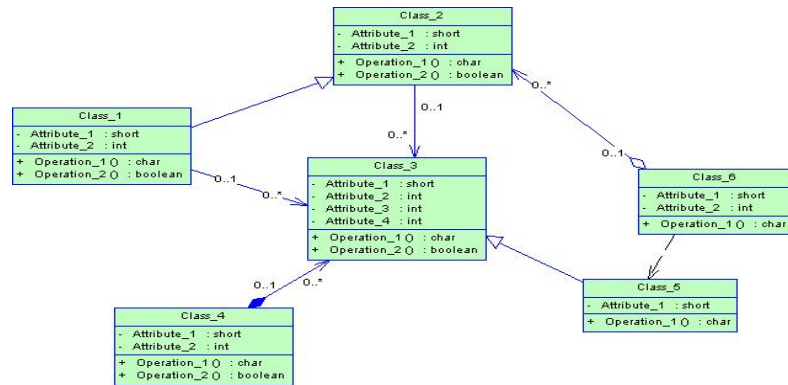 Class_2
- Attribute_1 : short
- Attribute_2 : int
+ Operation_1 () : char
+ Operation_2 () : boolean
0..1
0..*
0..*
0..1
Class_1
- Attribute_1 : short
- Attribute_2 : int
+ Operation_1 () : char
+ Operation_2 () : boolean
0..1
0..*
Class_3
- Attribute_1 : short
- Attribute_2 : int
- Attribute_3 : int
- Attribute_4 : int
+ Operation_1 () : char
+ Operation_2 () : boolean
Class_6
- Attribute_1 : short
- Attribute_2 : int
+ Operation_1 () : char
0..1
0..*
Class_5
- Attribute_1 : short
+ Operation_1 () : char
Class_4
- Attribute_1 : short
- Attribute_2 : int
+ Operation_1 () : char
+ Operation_2 () : boolean